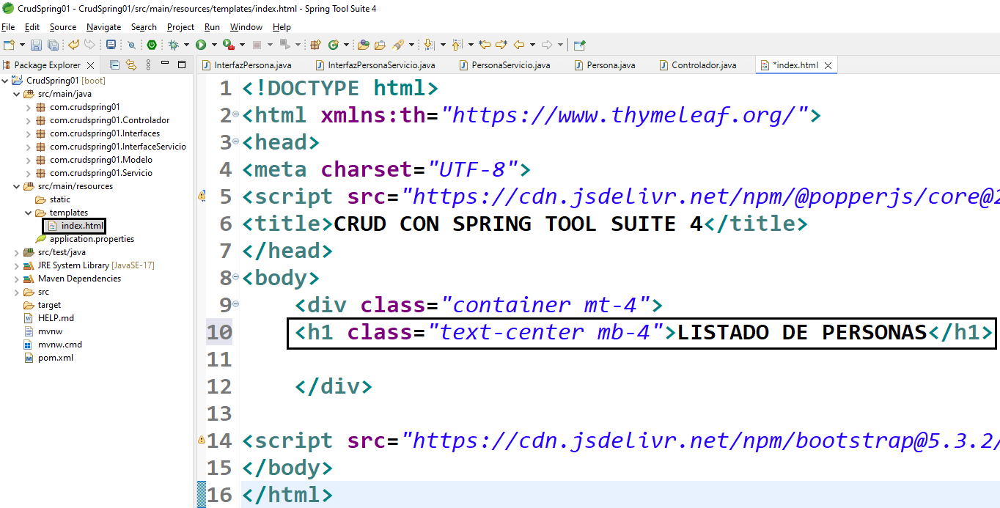 CrudSpring01 - CrudSpring01/src/main/resources/templates/index.html - Spring Tool Suite 4
File Edit Source Navigate Search Project Run Window Help
Package Explorer
CrudSpring01 [boot]
src/main/java
com.crudspring01
com.crudspring01.Controlador
com.crudspring01.Interfaces
com.crudspring01.InterfaceServicio
com.crudspring01.Modelo
com.crudspring01.Servicio
src/main/resources
static
templates
index.html
application.properties
src/test/java
JRE System Library [JavaSE-17]
Maven Dependencies
src
target
HELP.md
mvnw
mvnw.cmd
pom.xml
InterfazPersona.java InterfazPersonaServicio.java PersonaServicio.java Persona.java Controlador.java *index.html
1 <!DOCTYPE html>
2 <html xmlns:th="https://www.thymeleaf.org/">
3 <head>
4 <meta charset="UTF-8">
5 <script src="https://cdn.jsdelivr.net/npm/@popperjs/core@2
6 <title>CRUD CON SPRING TOOL SUITE 4</title>
7 </head>
8 <body>
9 <div class="container mt-4">
10 <h1 class="text-center mb-4">LISTADO DE PERSONAS</h1>
11
12 </div>
13
14 <script src="https://cdn.jsdelivr.net/npm/bootstrap@5.3.2/
15 </body>
16 </html>